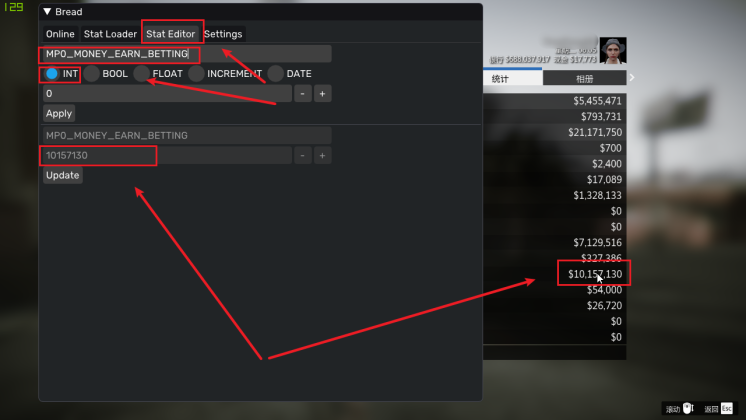 129
▼ Bread
Online Stat Loader Stat Editor Settings
MP0_MONEY_EARN_BETTING
INT BOOL FLOAT INCREMENT DATE
0 - +
Apply
MP0_MONEY_EARN_BETTING
10157130 - +
Update
00:05
银行 $688,037,917 现金 $17,773
统计 相册
$5,455,471
$793,731
$21,171,750
$700
$2,400
$17,089
$1,328,133
$0
$0
$7,129,516
$327,386
$10,157,130
$54,000
$26,720
$0
$0
滚动 返回 Esc